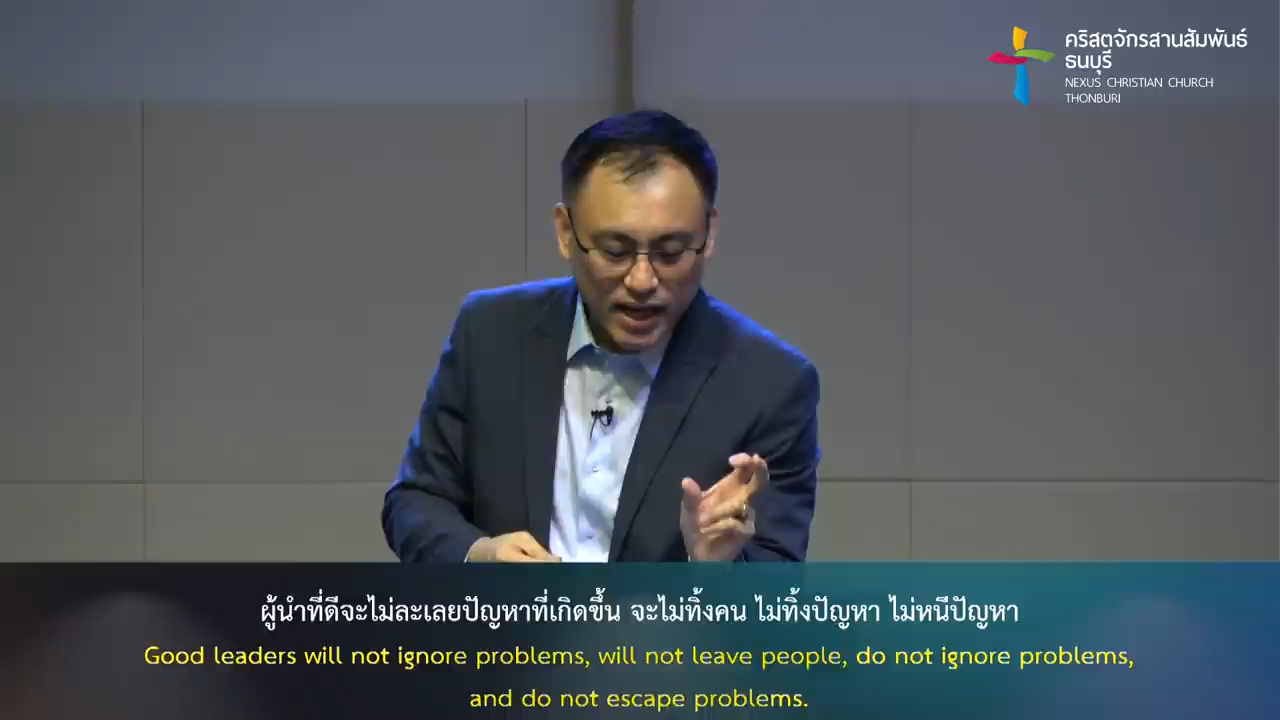 คริสตจักรสานสัมพันธ์
ธนบุรี
NEXUS CHRISTIAN CHURCH
THONBURI
ผู้นำที่ดีจะไม่ละเลยปัญหาที่เกิดขึ้น จะไม่ทิ้งคน ไม่ทิ้งปัญหา ไม่หนีปัญหา
Good leaders will not ignore problems, will not leave people, do not ignore problems,
and do not escape problems.